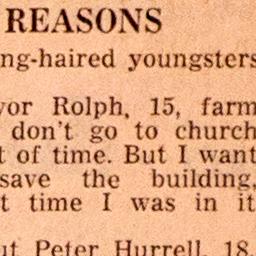 REASONS
ng-haired youngsters
vor Rolph, 15, farm
don't go to church
t of time. But I want
save the building,
t time I was in it
ut Peter Hurrell, 18,